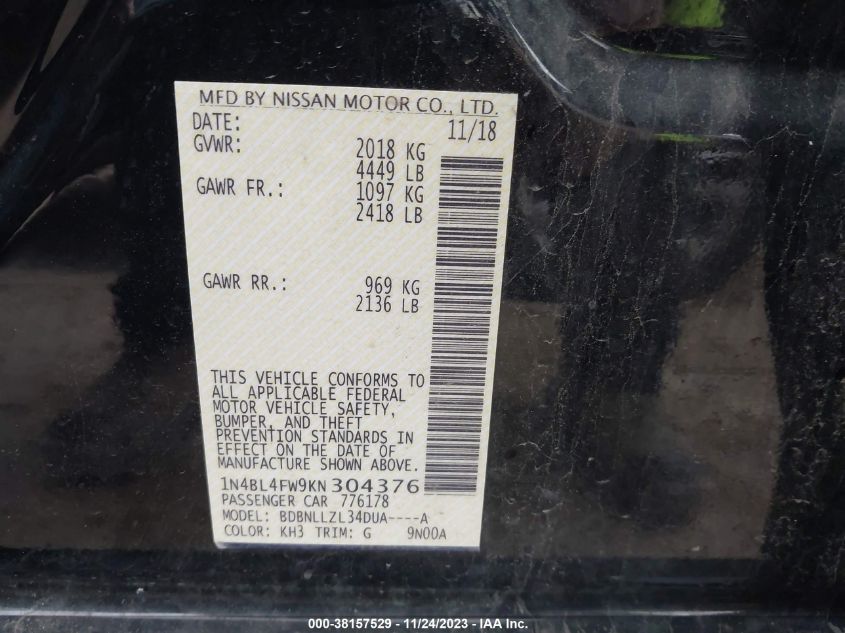 MFD BY NISSAN MOTOR CO., LTD.
DATE: 11/18
GVWR: 2018 KG
4449 LB
GAWR FR.: 1097 KG
2418 LB
GAWR RR.: 969 KG
2136 LB
THIS VEHICLE CONFORMS TO
ALL APPLICABLE FEDERAL
MOTOR VEHICLE SAFETY,
BUMPER, AND THEFT
PREVENTION STANDARDS IN
EFFECT ON THE DATE OF
MANUFACTURE SHOWN ABOVE.
1N4BL4FW9KN304376
PASSENGER CAR 776178
MODEL: BDBNLLZL34DUA----A
COLOR: KH3 TRIM: G 9N00A
000-38157529 - 11/24/2023 - IAA Inc.